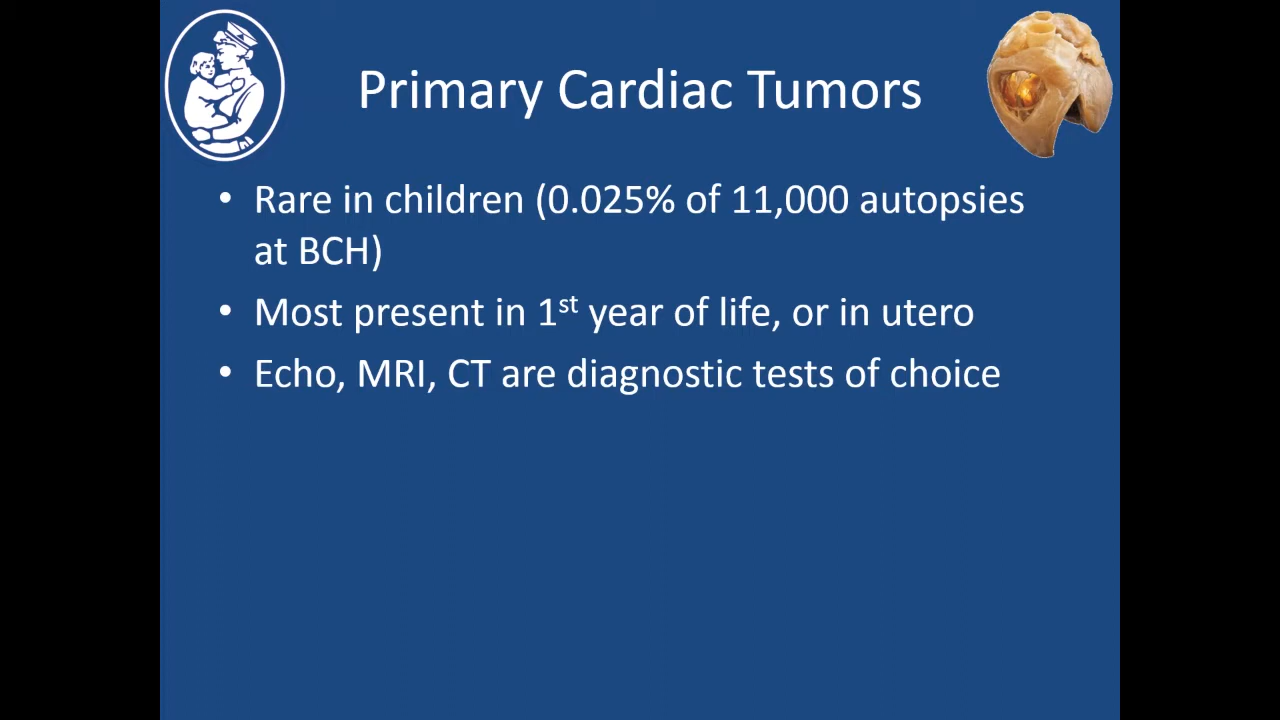 Primary Cardiac Tumors
• Rare in children (0.025% of 11,000 autopsies
at BCH)
• Most present in 1st year of life, or in utero
• Echo, MRI, CT are diagnostic tests of choice